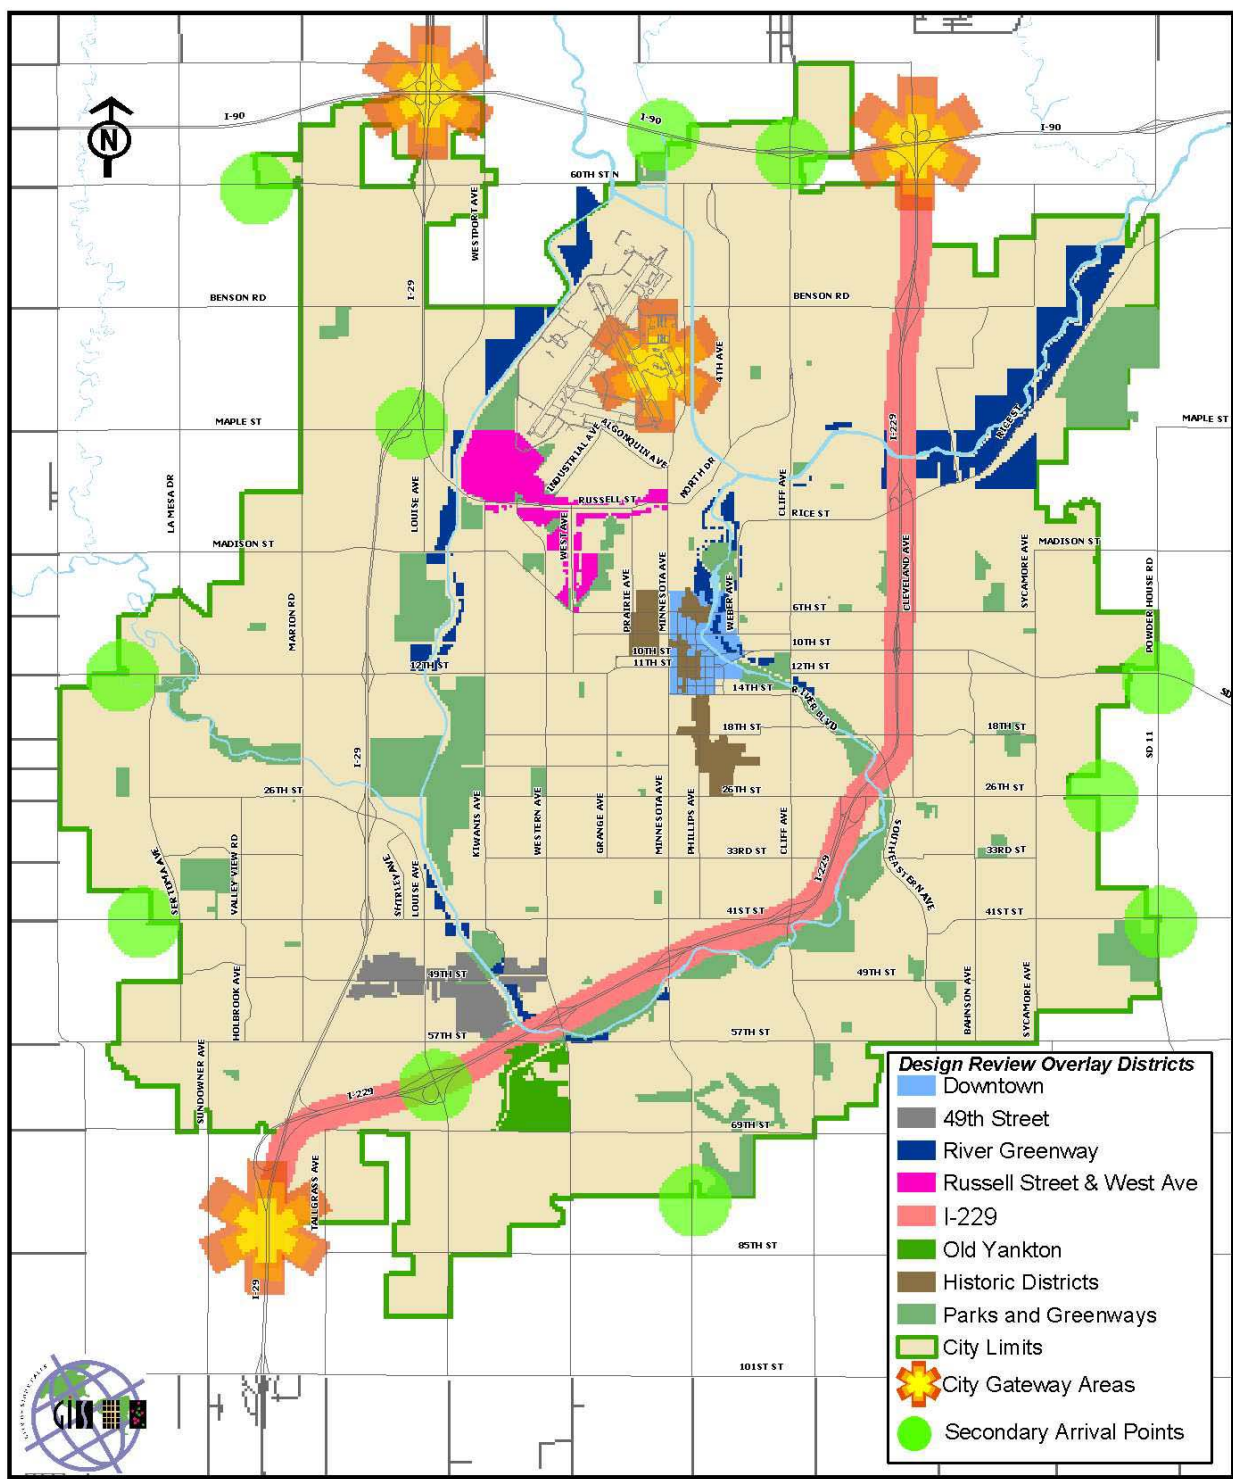 I-90
I-90
I-90
N
60TH ST N
WESTPORT AVE
I-29
BENSON RD
BENSON RD
4TH AVE
MAPLE ST
MAPLE ST
I-229
RICE ST
INDUSTRIAL AVE
ALGONQUIN AVE
NORTH DR
LA MESA DR
LOUISE AVE
RUSSELL ST
CLIFF AVE
RICE ST
WEST AVE
MADISON ST
MADISON ST
CLEVELAND AVE
SYCAMORE AVE
POWDER HOUSE RD
MARION RD
PRAIRIE AVE
MINNESOTA AVE
WEBER AVE
6TH ST
10TH ST
10TH ST
11TH ST
12TH ST
12TH ST
14TH ST
RIVER BLVD
SD
18TH ST
18TH ST
SD 11
I-29
26TH ST
26TH ST
26TH ST
KIWANIS AVE
WESTERN AVE
GRANGE AVE
MINNESOTA AVE
PHILLIPS AVE
CLIFF AVE
33RD ST
33RD ST
SOUTHEASTERN AVE
I-229
SERTOMA AVE
VALLEY VIEW RD
SHIRLEY AVE
LOUISE AVE
41ST ST
41ST ST
49TH ST
49TH ST
HOLBROOK AVE
BAHNSON AVE
SYCAMORE AVE
57TH ST
57TH ST
SUNDOWNER AVE
I-229
69TH ST
TALLGRASS AVE
85TH ST
I-29
101ST ST
Design Review Overlay Districts
Downtown
49th Street
River Greenway
Russell Street & West Ave
I-229
Old Yankton
Historic Districts
Parks and Greenways
City Limits
City Gateway Areas
Secondary Arrival Points